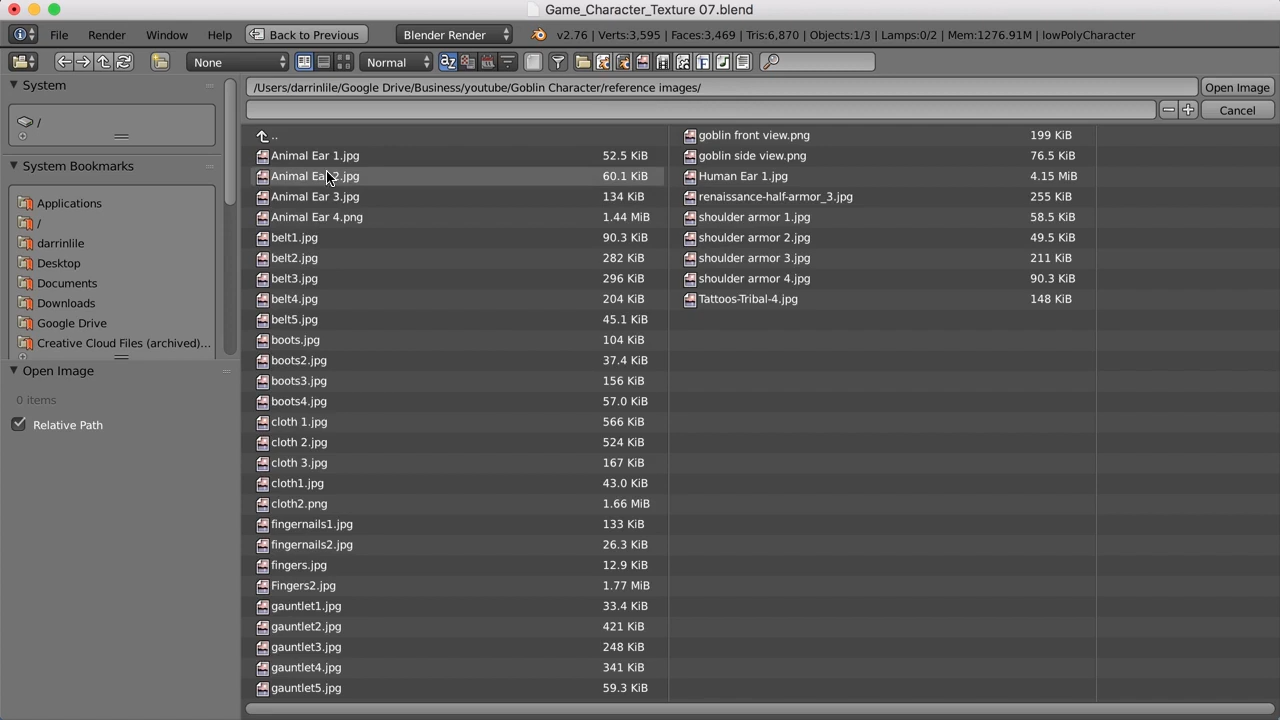 Game_Character_Texture 07.blend
File Render Window Help Back to Previous Blender Render v2.76 | Verts:3,595 | Faces:3,469 | Tris:6,870 | Objects:1/3 | Lamps:0/2 | Mem:1276.91M | lowPolyCharacter
None Normal
System
/
System Bookmarks
Applications
/
darrinlile
Desktop
Documents
Downloads
Google Drive
Creative Cloud Files (archived)...
Open Image
0 items
Relative Path
/Users/darrinlile/Google Drive/Business/youtube/Goblin Character/reference images/ Open Image
Cancel
..
Animal Ear 1.jpg 52.5 KiB
Animal Ear 2.jpg 60.1 KiB
Animal Ear 3.jpg 134 KiB
Animal Ear 4.png 1.44 MiB
belt1.jpg 90.3 KiB
belt2.jpg 282 KiB
belt3.jpg 296 KiB
belt4.jpg 204 KiB
belt5.jpg 45.1 KiB
boots.jpg 104 KiB
boots2.jpg 37.4 KiB
boots3.jpg 156 KiB
boots4.jpg 57.0 KiB
cloth 1.jpg 566 KiB
cloth 2.jpg 524 KiB
cloth 3.jpg 167 KiB
cloth1.jpg 43.0 KiB
cloth2.png 1.66 MiB
fingernails1.jpg 133 KiB
fingernails2.jpg 26.3 KiB
fingers.jpg 12.9 KiB
Fingers2.jpg 1.77 MiB
gauntlet1.jpg 33.4 KiB
gauntlet2.jpg 421 KiB
gauntlet3.jpg 248 KiB
gauntlet4.jpg 341 KiB
gauntlet5.jpg 59.3 KiB
goblin front view.png 199 KiB
goblin side view.png 76.5 KiB
Human Ear 1.jpg 4.15 MiB
renaissance-half-armor_3.jpg 255 KiB
shoulder armor 1.jpg 58.5 KiB
shoulder armor 2.jpg 49.5 KiB
shoulder armor 3.jpg 211 KiB
shoulder armor 4.jpg 90.3 KiB
Tattoos-Tribal-4.jpg 148 KiB